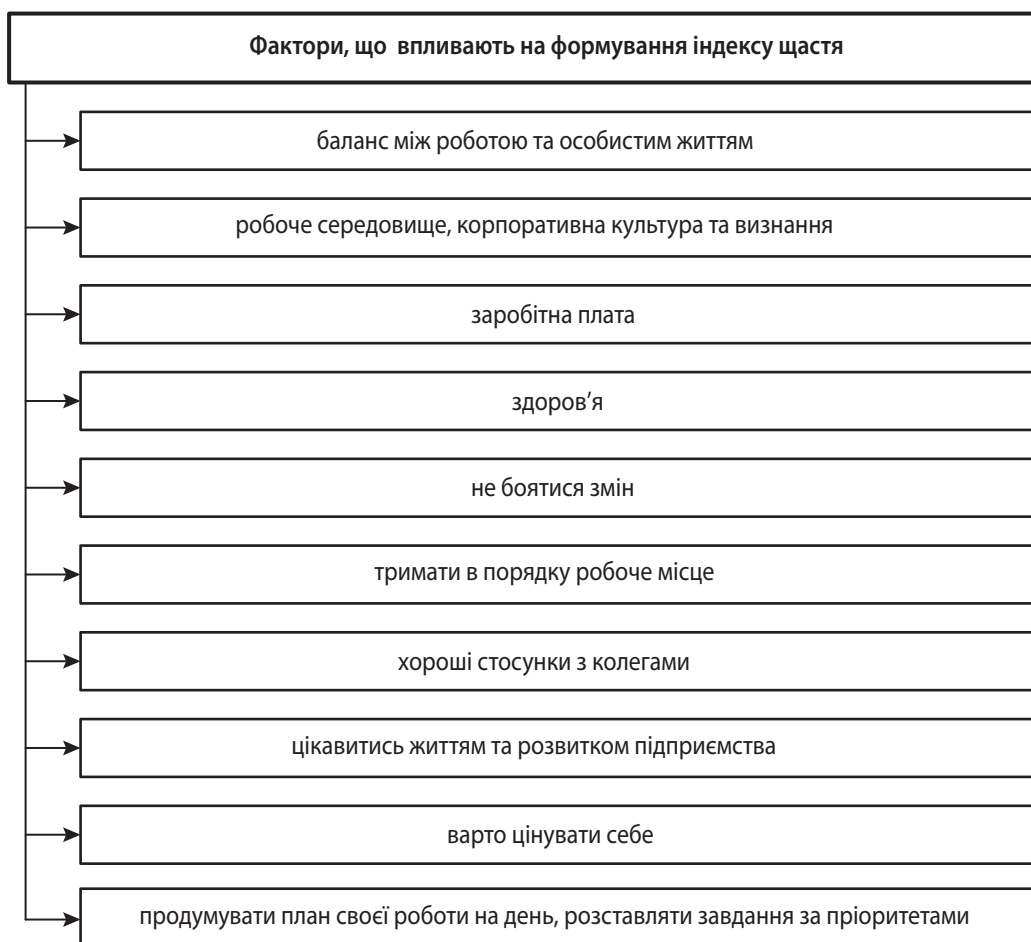 Фактори, що впливають на формування індексу щастя
баланс між роботою та особистим життям
робоче середовище, корпоративна культура та визнання
заробітна плата
здоров’я
не боятися змін
тримати в порядку робоче місце
хороші стосунки з колегами
цікавитись життям та розвитком підприємства
варто цінувати себе
продумувати план своєї роботи на день, розставляти завдання за пріоритетами